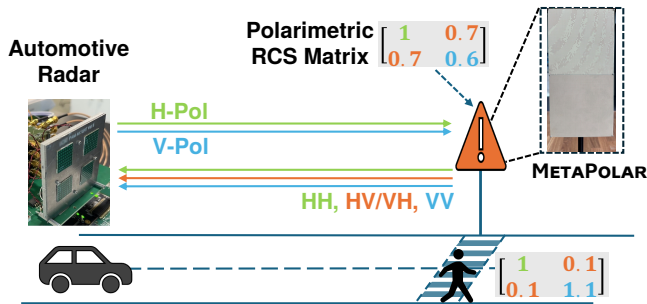 Automotive
Radar
Polarimetric
RCS Matrix
1 0.7
0.7 0.6
H-Pol
V-Pol
HH, HV/VH, VV
METAPOLAR
1 0.1
0.1 1.1